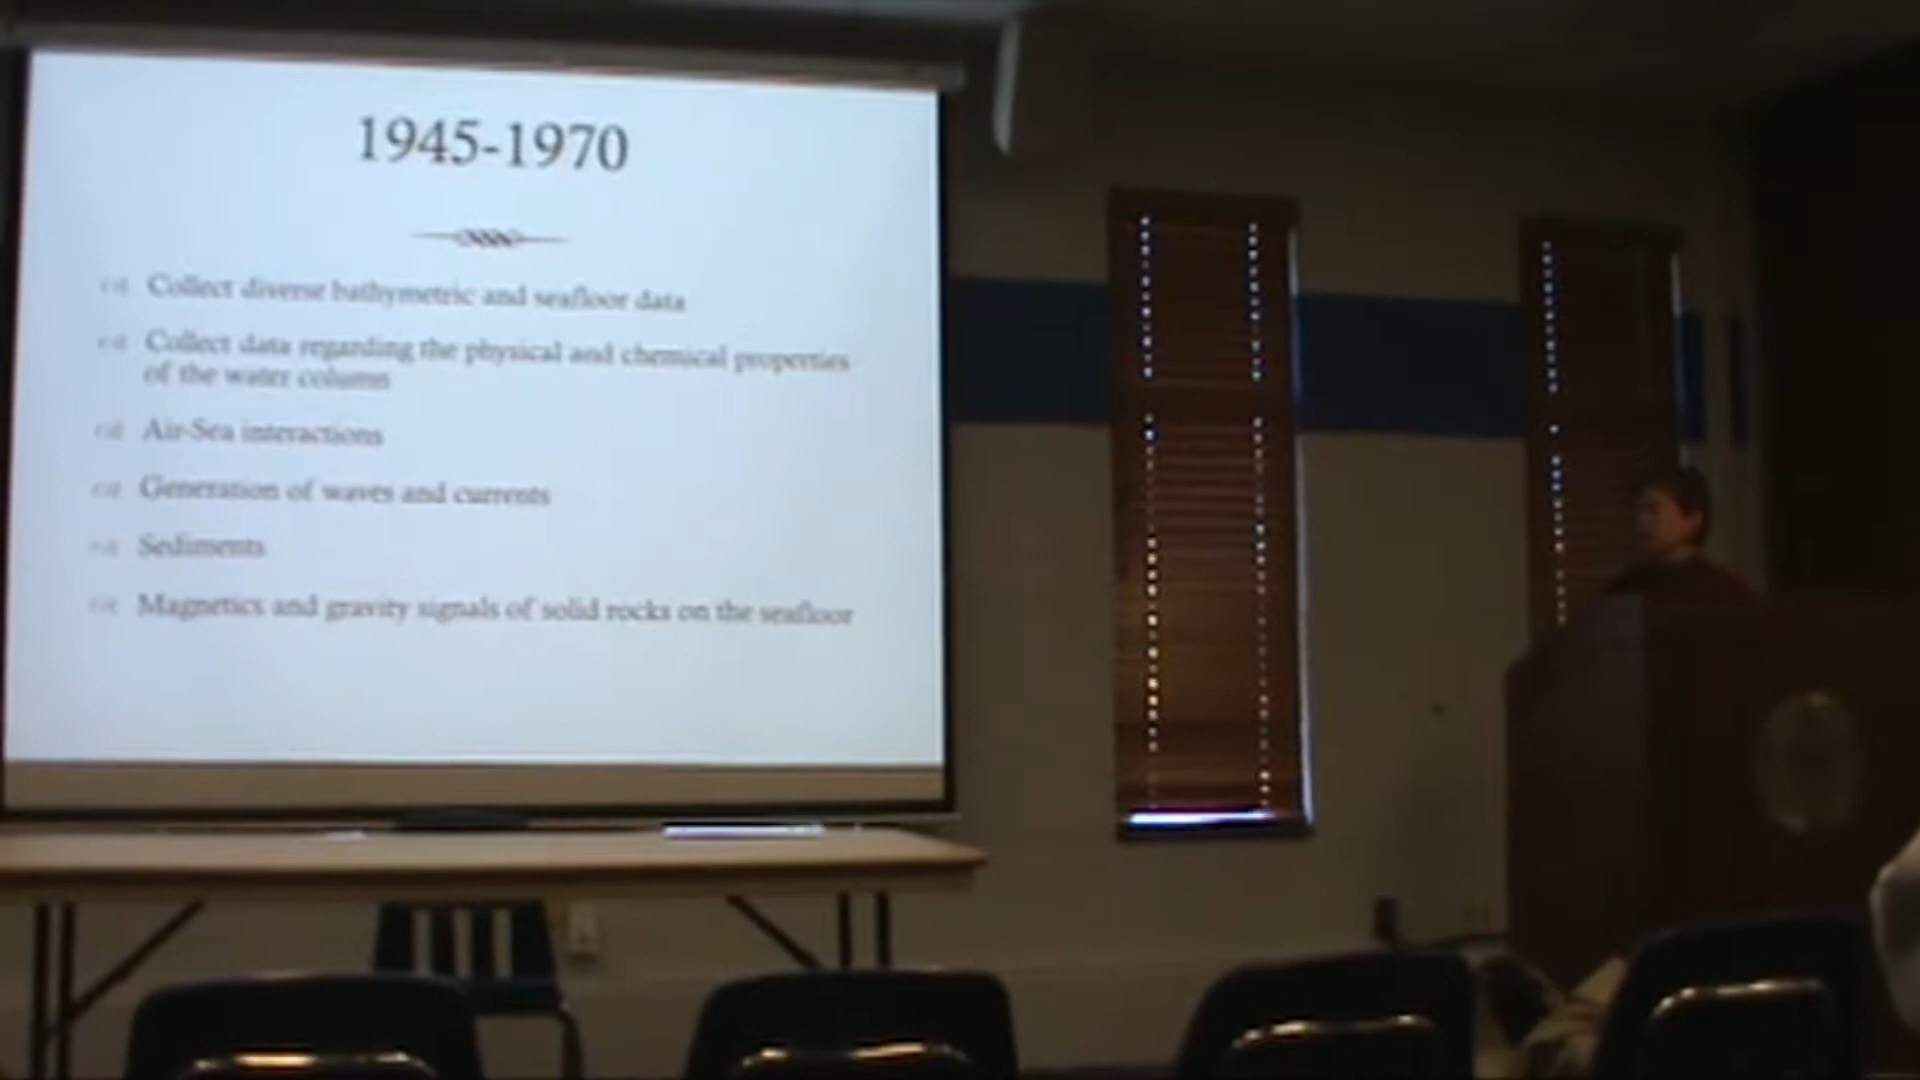 1945-1970
Collect diverse bathymetric and seafloor data
Collect data regarding the physical and chemical properties
of the water column
Air-Sea interactions
Generation of waves and currents
Sediments
Magnetics and gravity signals of solid rocks on the seafloor